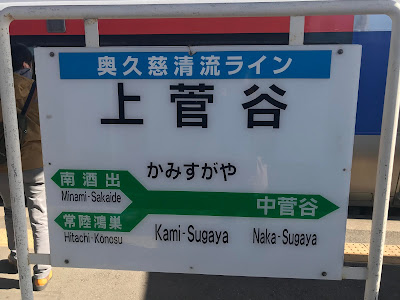 奥久慈清流ライン
上菅谷
かみすがや
南酒出
Minami-Sakaide
常陸鴻巣
Hitachi-Kōnosu
中菅谷
Kami-Sugaya Naka-Sugaya